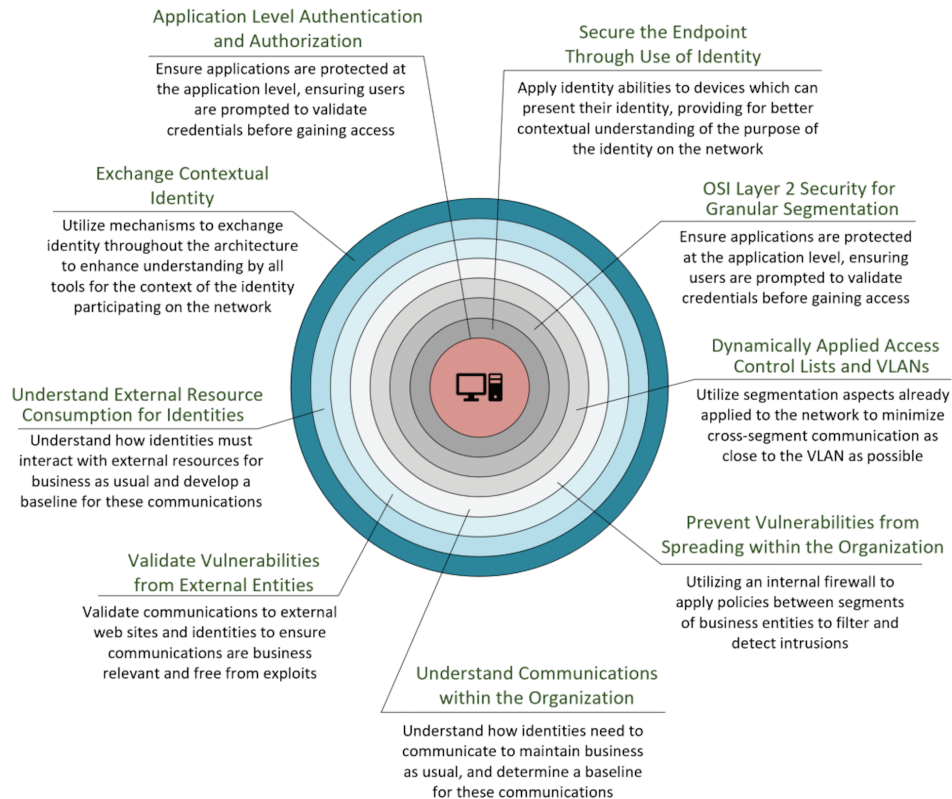 Application Level Authentication
and Authorization
Ensure applications are protected at
the application level, ensuring users
are prompted to validate
credentials before gaining access
Secure the Endpoint
Through Use of Identity
Apply identity abilities to devices which can
present their identity, providing for better
contextual understanding of the purpose of
the identity on the network
Exchange Contextual
Identity
Utilize mechanisms to exchange
identity throughout the architecture
to enhance understanding by all
tools for the context of the identity
participating on the network
OSI Layer 2 Security for
Granular Segmentation
Ensure applications are protected
at the application level, ensuring
users are prompted to validate
credentials before gaining access
Dynamically Applied Access
Control Lists and VLANs
Utilize segmentation aspects already
applied to the network to minimize
cross-segment communication as
close to the VLAN as possible
Understand External Resource
Consumption for Identities
Understand how identities must
interact with external resources for
business as usual and develop a
baseline for these communications
Prevent Vulnerabilities from
Spreading within the Organization
Utilizing an internal firewall to
apply policies between segments
of business entities to filter and
detect intrusions
Validate Vulnerabilities
from External Entities
Validate communications to external
web sites and identities to ensure
communications are business
relevant and free from exploits
Understand Communications
within the Organization
Understand how identities need to
communicate to maintain business
as usual, and determine a baseline
for these communications